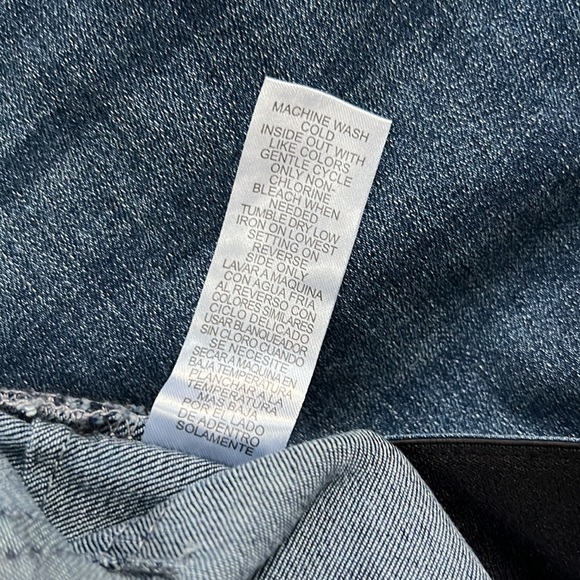 MACHINE WASH
COLD
INSIDE OUT WITH
LIKE COLORS
GENTLE CYCLE
ONLY NON-
CHLORINE
BLEACH WHEN
NEEDED
TUMBLE DRY LOW
IRON ON LOWEST
SETTING ON
REVERSE
SIDE ONLY
LAVAR A MAQUINA
CON AGUA FRIA
AL REVERSO CON
COLORES SIMILARES
CICLO DELICADO
USAR BLANQUEADOR
SIN CLORO CUANDO
SE NECESITE
SECAR A MAQUINA EN
PLA TEMPERATURA
PLANCHAR A LA
TEMPERATURA
MAS BAJA
POR EL LADO
DE ADENTRO
SOLAMENTE